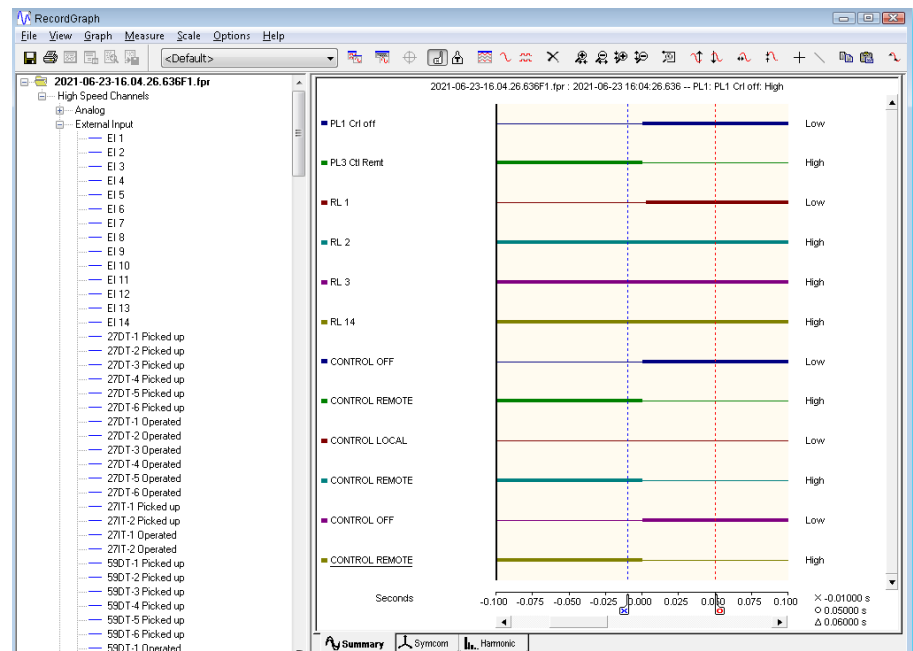 RecordGraph
File View Graph Measure Scale Options Help
<Default>
2021-06-23-16.04.26.636F1.fpr
High Speed Channels
Analog
External Input
EI 1
EI 2
EI 3
EI 4
EI 5
EI 6
EI 7
EI 8
EI 9
EI 10
EI 11
EI 12
EI 13
EI 14
27DT-1 Picked up
27DT-2 Picked up
27DT-3 Picked up
27DT-4 Picked up
27DT-5 Picked up
27DT-6 Picked up
27DT-1 Operated
27DT-2 Operated
27DT-3 Operated
27DT-4 Operated
27DT-5 Operated
27DT-6 Operated
27IT-1 Picked up
27IT-2 Picked up
27IT-1 Operated
27IT-2 Operated
59DT-1 Picked up
59DT-2 Picked up
59DT-3 Picked up
59DT-4 Picked up
59DT-5 Picked up
59DT-6 Picked up
59DT-1 Operated
2021-06-23-16.04.26.636F1.fpr : 2021-06-23 16:04:26.636 -- PL1: PL1 Crl off: High
PL1 Crl off Low
PL3 Ctl Remt High
RL 1 Low
RL 2 High
RL 3 High
RL 14 High
CONTROL OFF Low
CONTROL REMOTE High
CONTROL LOCAL Low
CONTROL REMOTE High
CONTROL OFF Low
CONTROL REMOTE High
Seconds
-0.100 -0.075 -0.050 -0.025 0.000 0.025 0.050 0.075 0.100
X -0.01000 s
O 0.05000 s
Δ 0.06000 s
Summary Symcom Harmonic